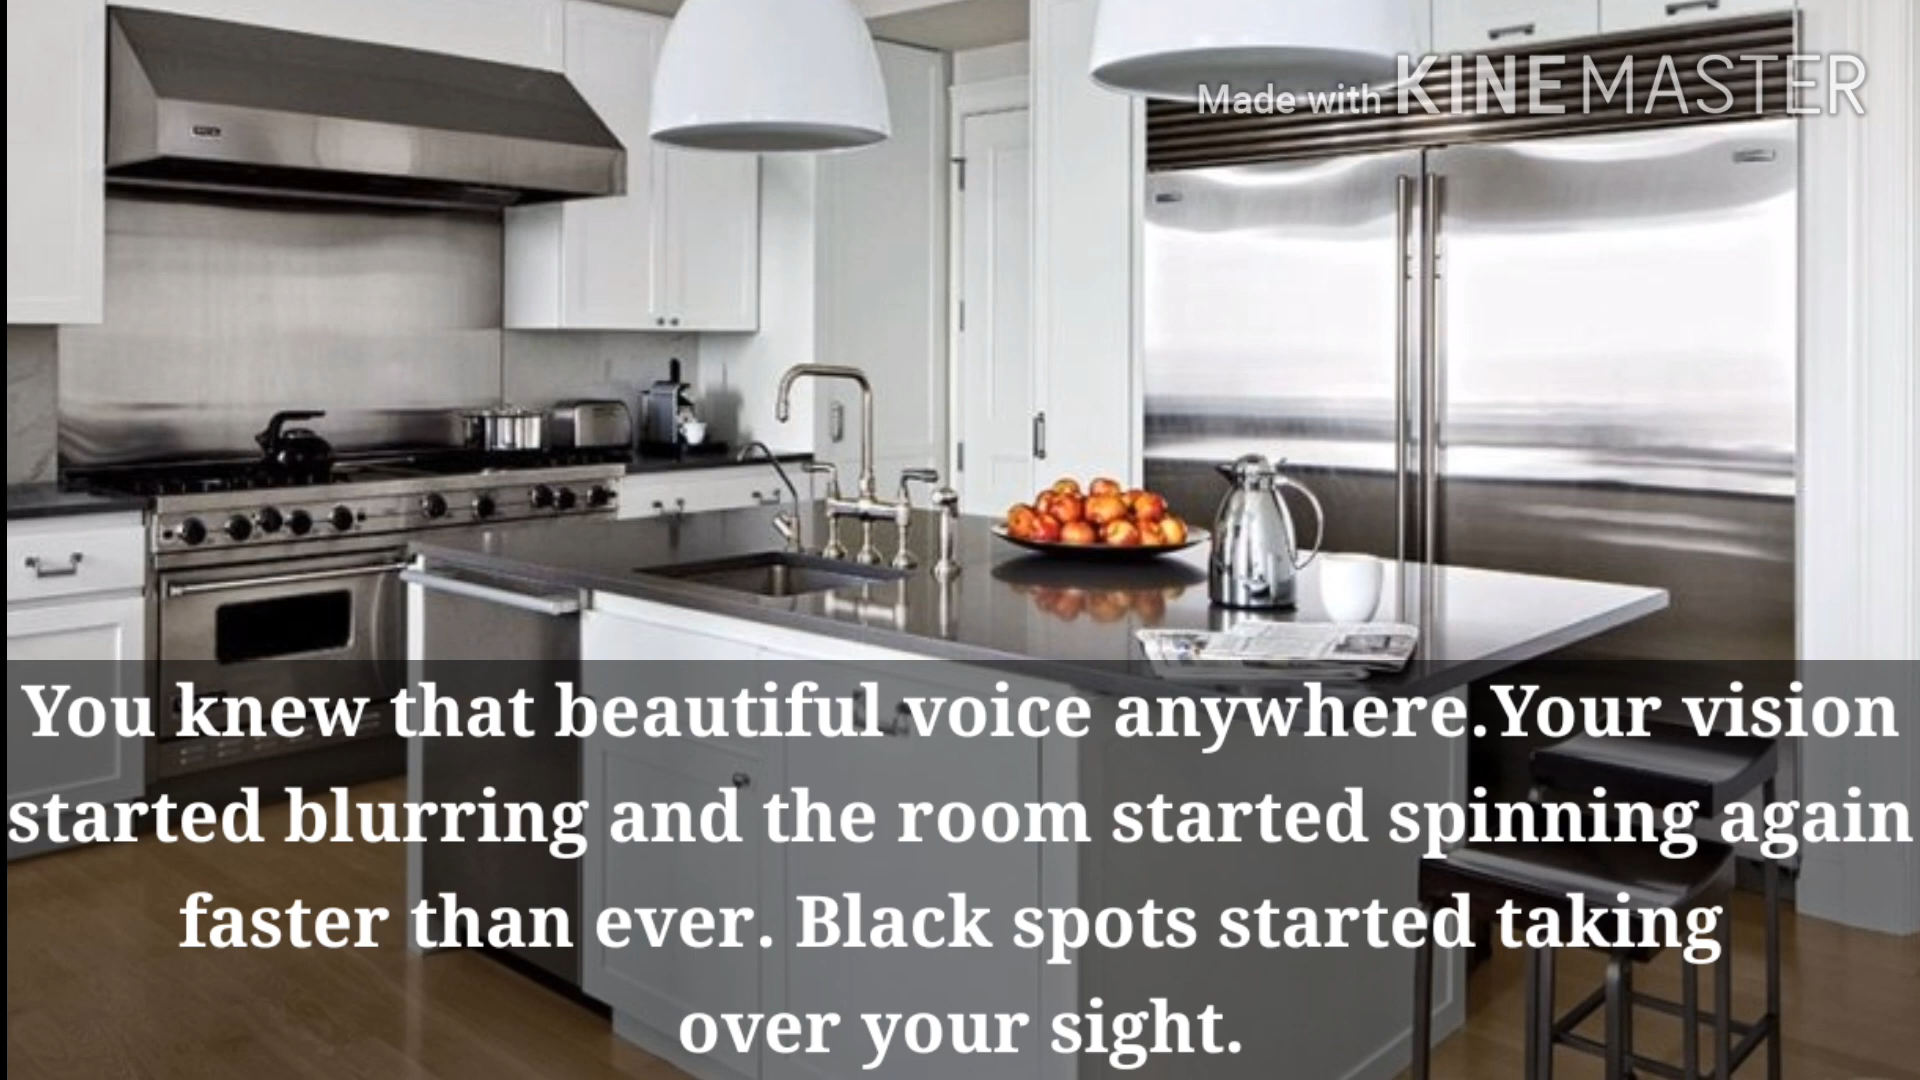 Made with KINEMASTER
You knew that beautiful voice anywhere.Your vision
started blurring and the room started spinning again
faster than ever. Black spots started taking
over your sight.